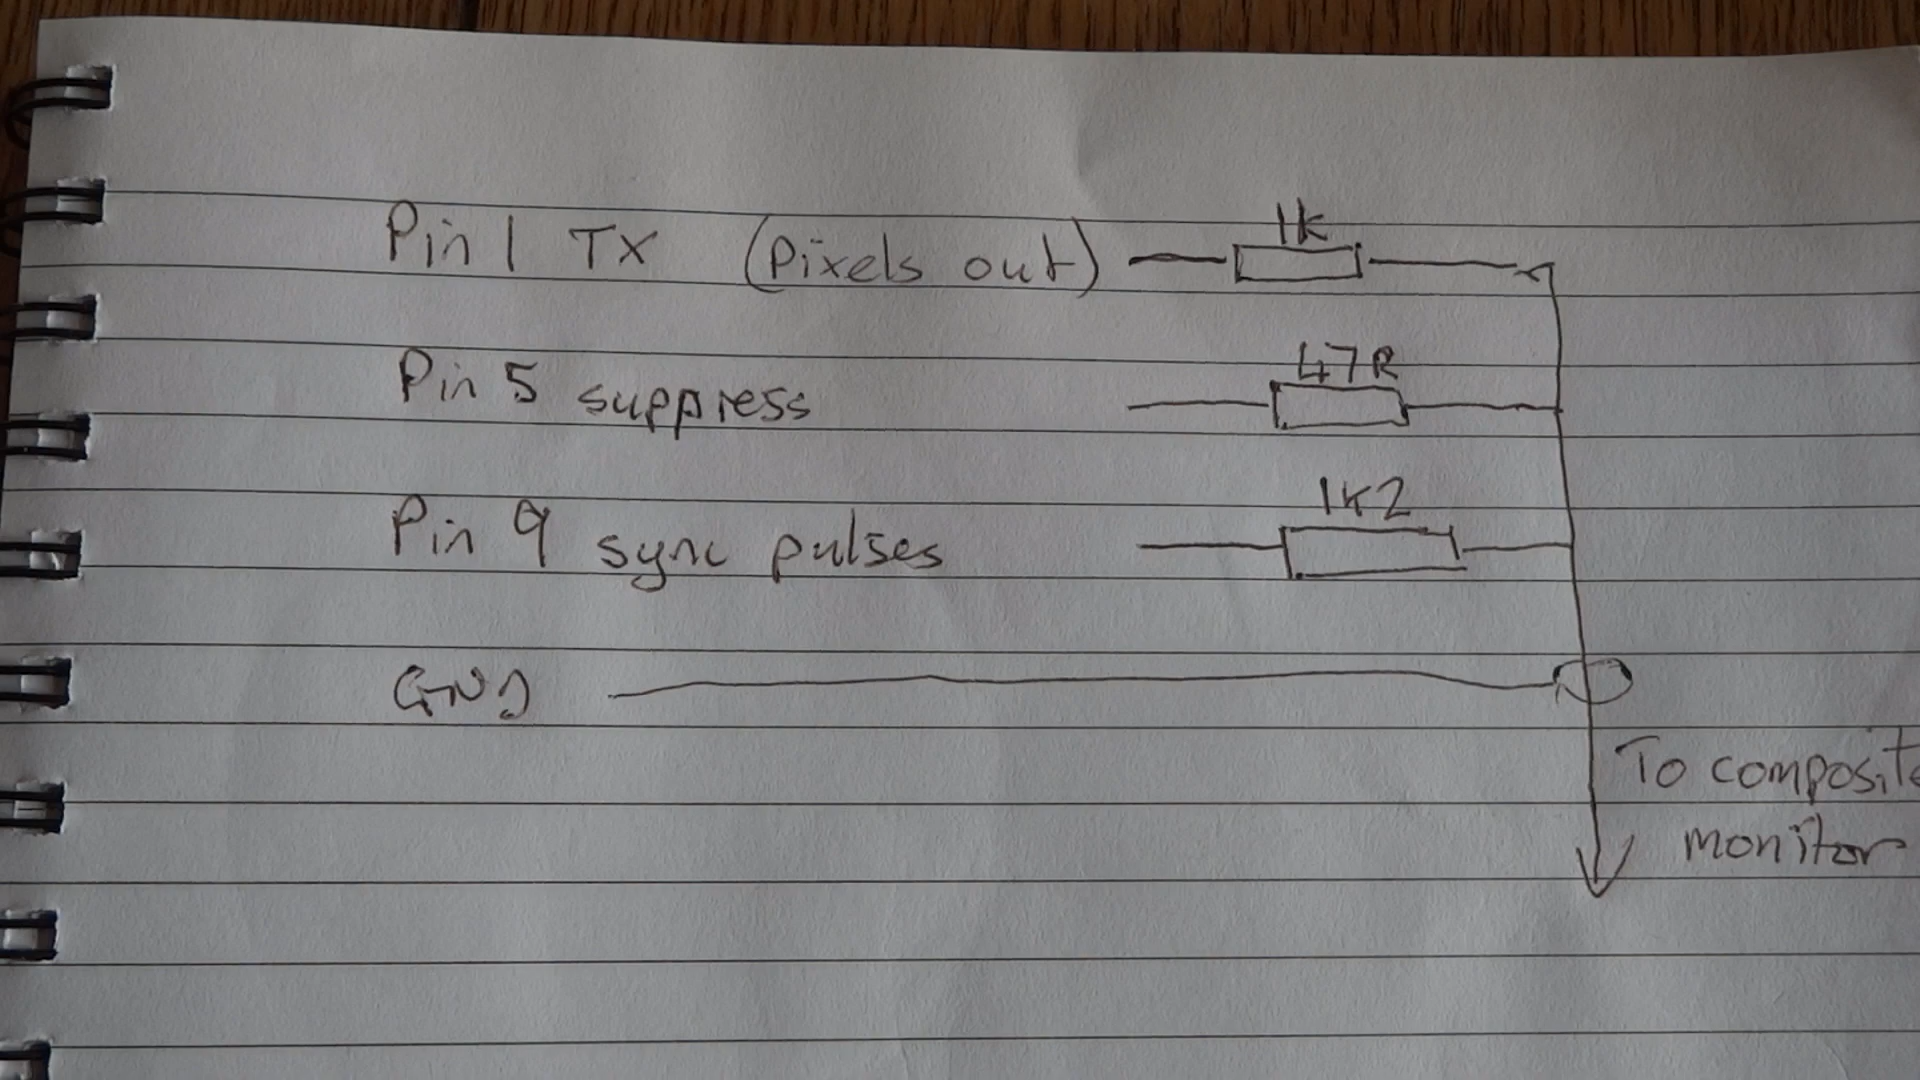 Pin 1 TX (Pixels out) 1k
Pin 5 suppress 47R
Pin 9 sync pulses 1k2
GND
To composite
monitor